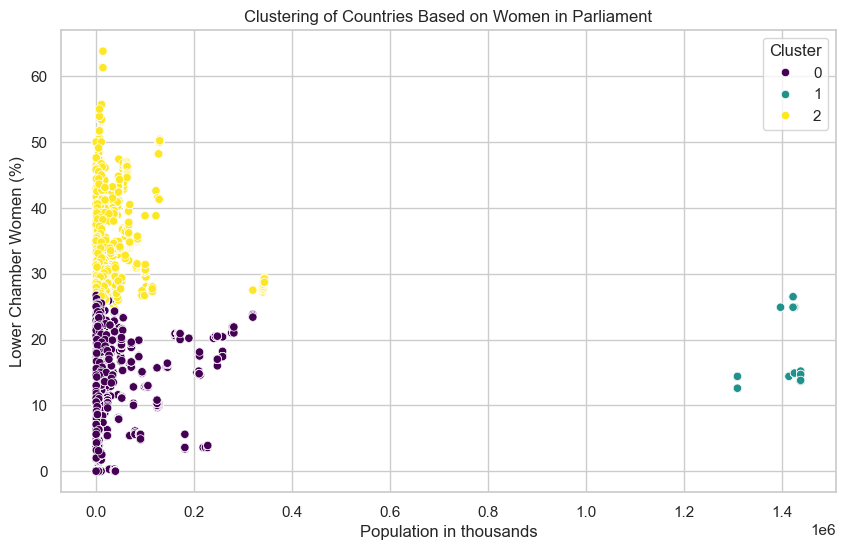 Clustering of Countries Based on Women in Parliament
Cluster
0
1
2
Lower Chamber Women (%)
60
50
40
30
20
10
0
0.0 0.2 0.4 0.6 0.8 1.0 1.2 1.4
1e6
Population in thousands